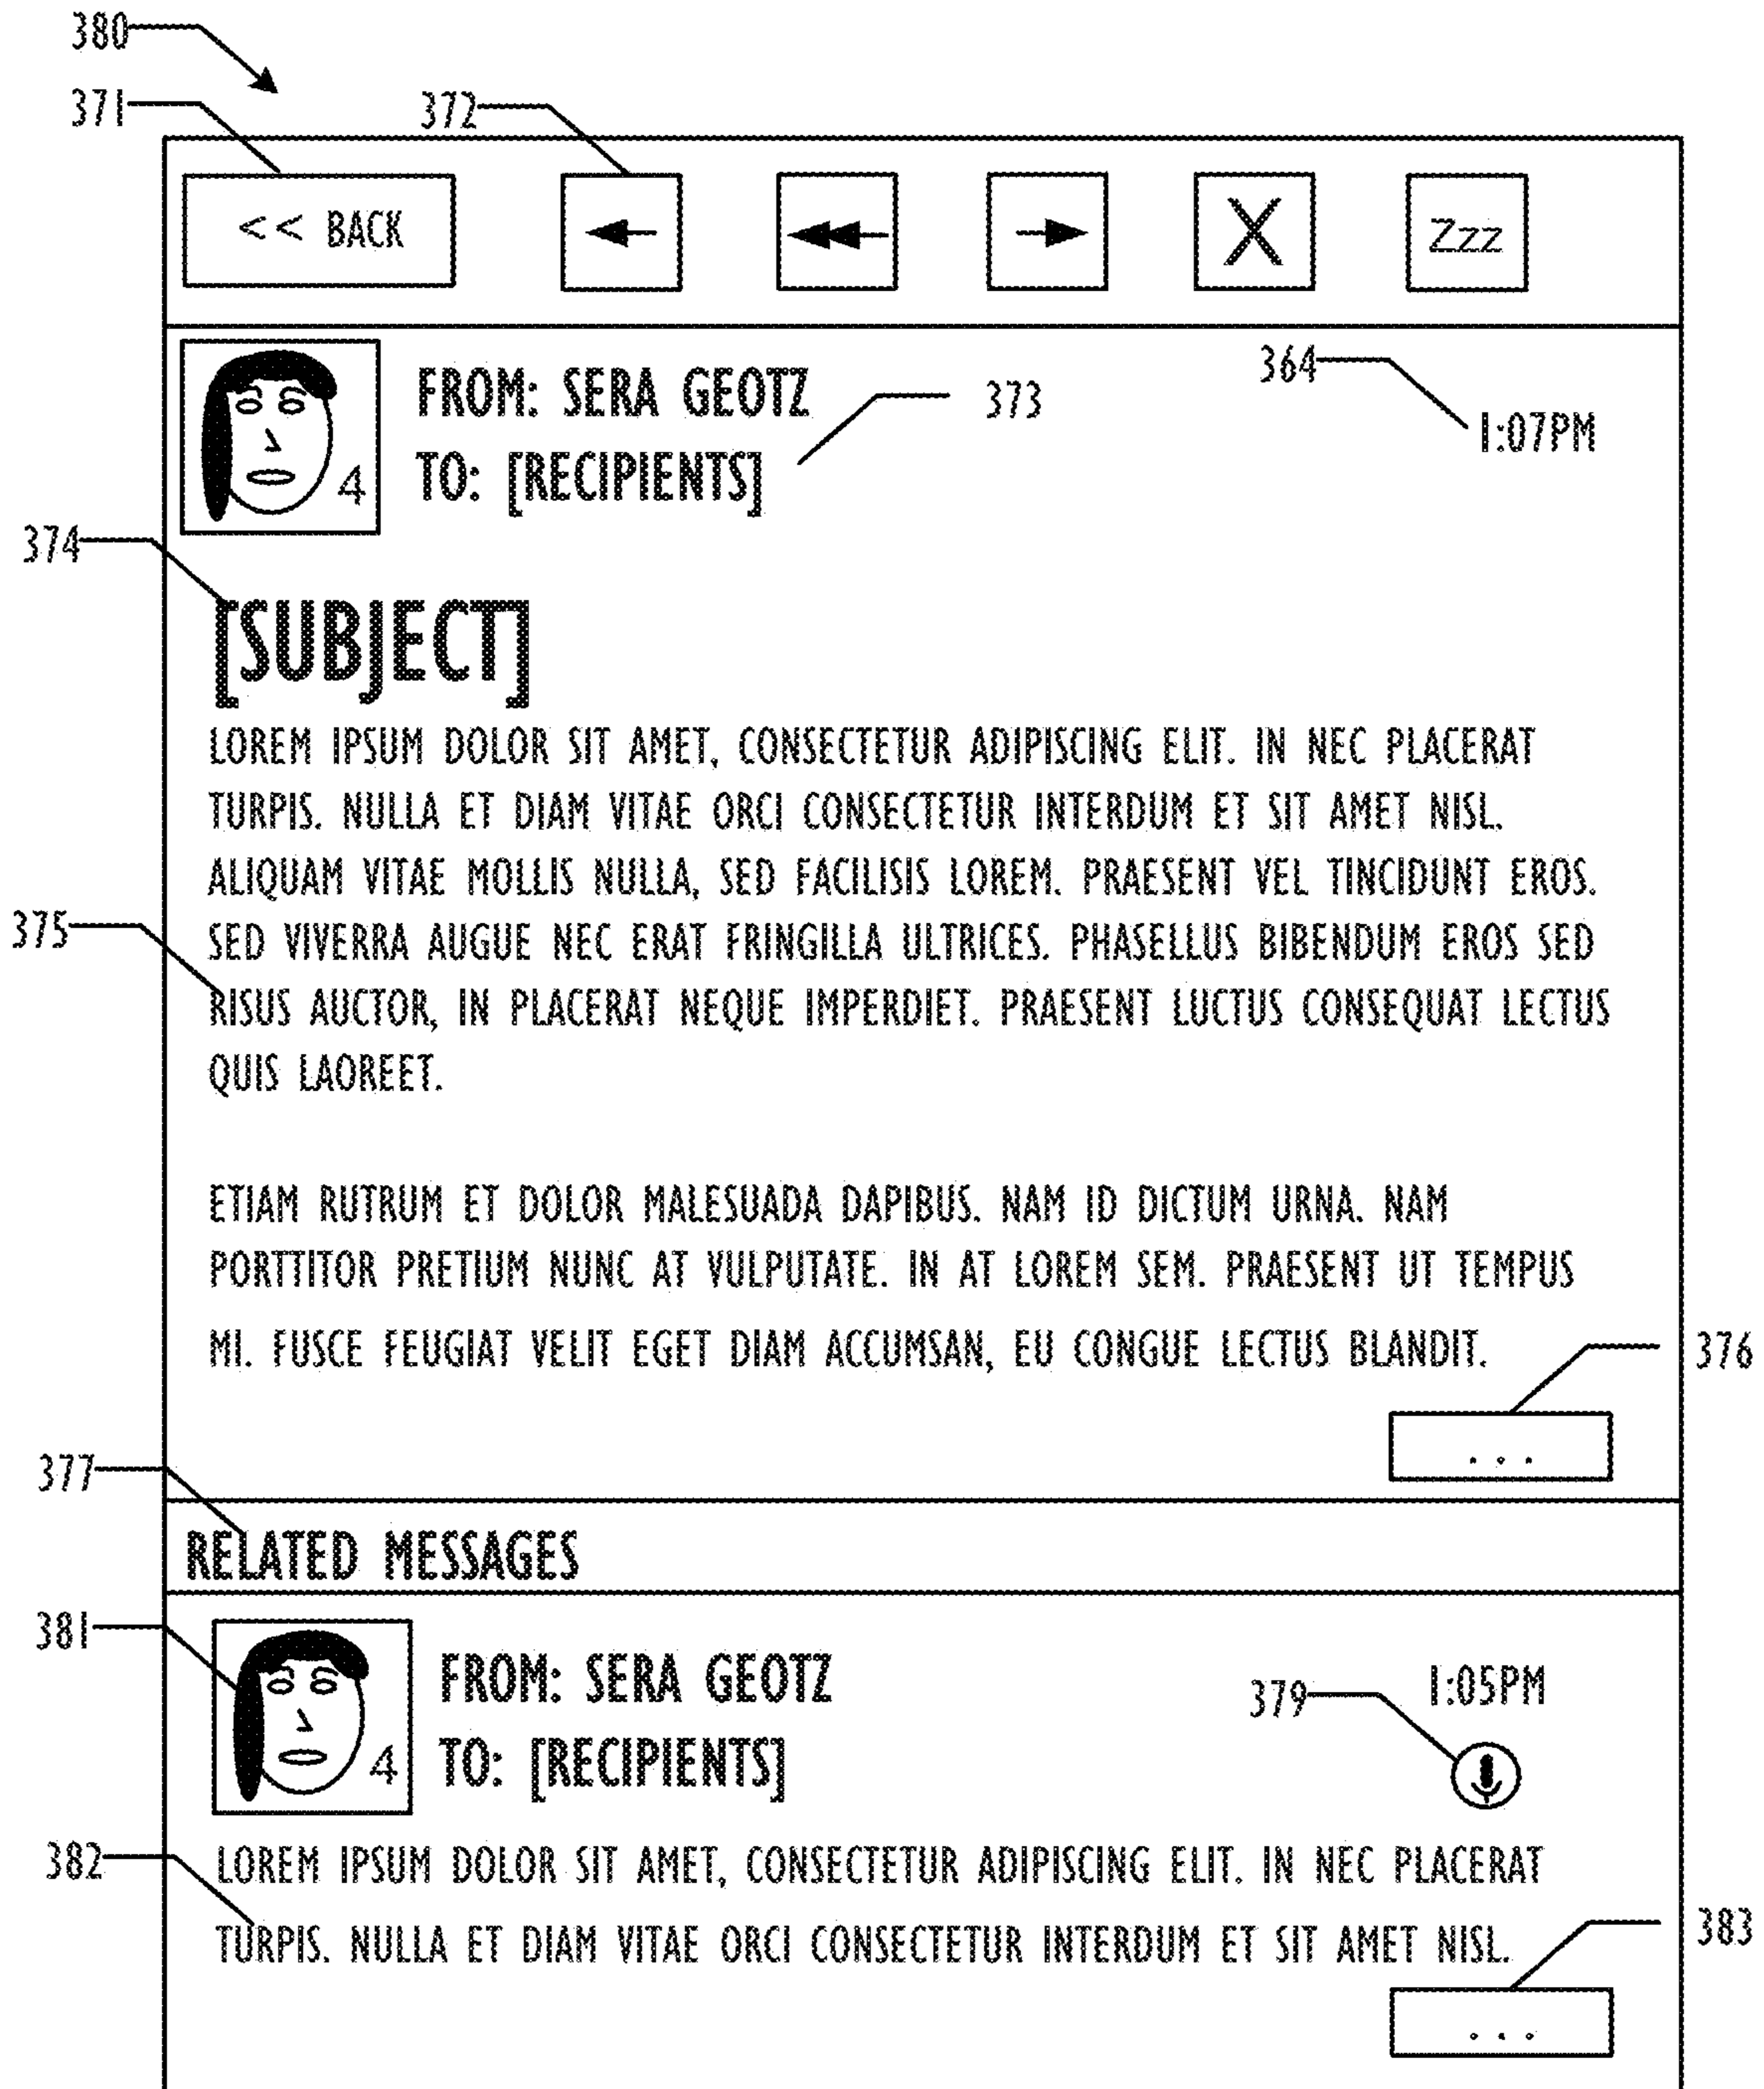 380
371
372
<< BACK
X
Zzz
FROM: SERA GEOTZ
373
364
1:07PM
TO: [RECIPIENTS]
4
374
[SUBJECT]
LOREM IPSUM DOLOR SIT AMET, CONSECTETUR ADIPISCING ELIT. IN NEC PLACERAT
TURPIS. NULLA ET DIAM VITAE ORCI CONSECTETUR INTERDUM ET SIT AMET NISL.
ALIQUAM VITAE MOLLIS NULLA, SED FACILISIS LOREM. PRAESENT VEL TINCIDUNT EROS.
375
SED VIVERRA AUGUE NEC ERAT FRINGILLA ULTRICES. PHASELLUS BIBENDUM EROS SED
RISUS AUCTOR, IN PLACERAT NEQUE IMPERDIET. PRAESENT LUCTUS CONSEQUAT LECTUS
QUIS LAOREET.
ETIAM RUTRUM ET DOLOR MALESUADA DAPIBUS. NAM ID DICTUM URNA. NAM
PORTTITOR PRETIUM NUNC AT VULPUTATE. IN AT LOREM SEM. PRAESENT UT TEMPUS
MI. FUSCE FEUGIAT VELIT EGET DIAM ACCUMSAN, EU CONGUE LECTUS BLANDIT.
376
...
377
RELATED MESSAGES
381
FROM: SERA GEOTZ
379
1:05PM
TO: [RECIPIENTS]
4
382
LOREM IPSUM DOLOR SIT AMET, CONSECTETUR ADIPISCING ELIT. IN NEC PLACERAT
TURPIS. NULLA ET DIAM VITAE ORCI CONSECTETUR INTERDUM ET SIT AMET NISL.
383
...